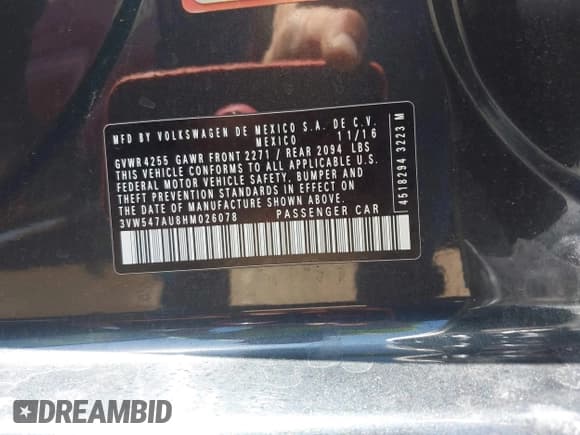 MFD BY VOLKSWAGEN DE MEXICO S.A. DE C.V.
MEXICO 11/16
GVWR4255 GAWR FRONT 2271 / REAR 2094 LBS
THIS VEHICLE CONFORMS TO ALL APPLICABLE U.S.
FEDERAL MOTOR VEHICLE SAFETY, BUMPER AND
THEFT PREVENTION STANDARDS IN EFFECT ON
THE DATE OF MANUFACTURE SHOWN ABOVE.
3VW547AU8HM026078 PASSENGER CAR
4518294 3223 M
DREAMBID